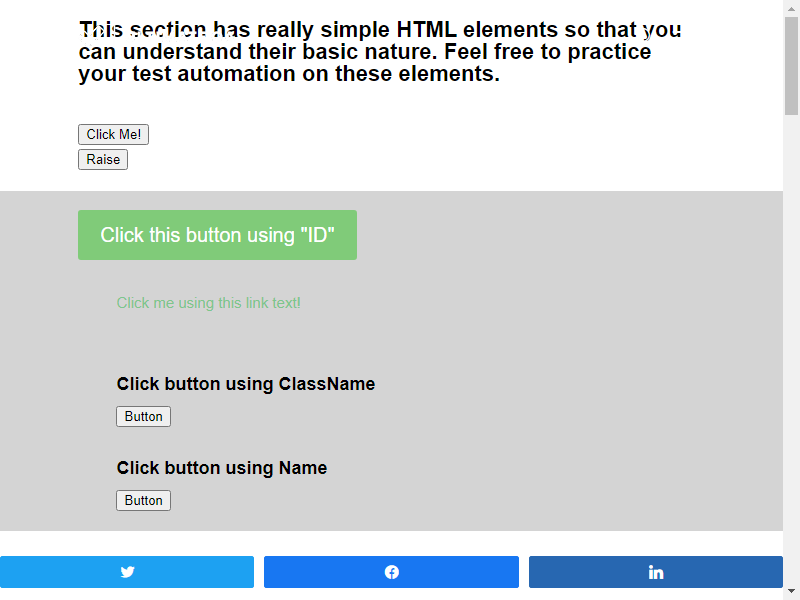 This section has really simple HTML elements so that you
can understand their basic nature. Feel free to practice
your test automation on these elements.
Click Me!
Raise
Click this button using "ID"
Click me using this link text!
Click button using ClassName
Button
Click button using Name
Button